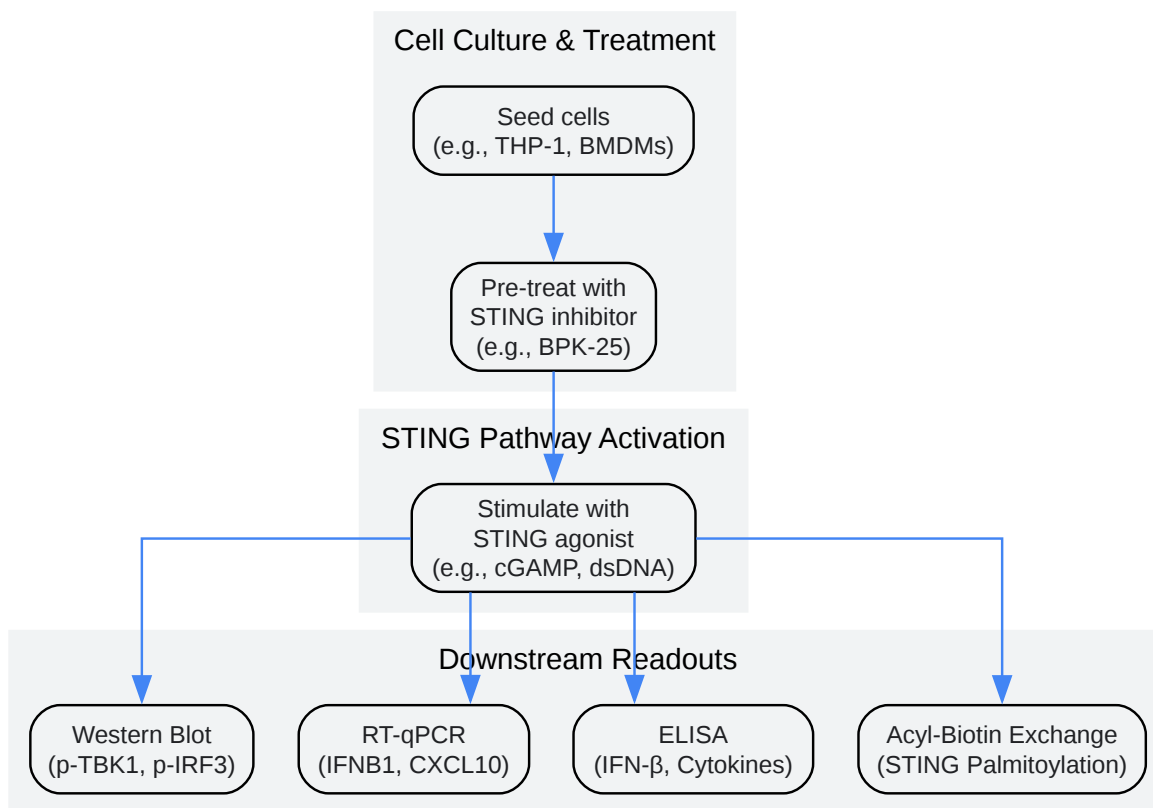 Cell Culture & Treatment
Seed cells
(e.g., THP-1, BMDMs)
Pre-treat with
STING inhibitor
(e.g., BPK-25)
STING Pathway Activation
Stimulate with
STING agonist
(e.g., cGAMP, dsDNA)
Downstream Readouts
Western Blot
(p-TBK1, p-IRF3)
RT-qPCR
(IFNB1, CXCL10)
ELISA
(IFN-β, Cytokines)
Acyl-Biotin Exchange
(STING Palmitoylation)